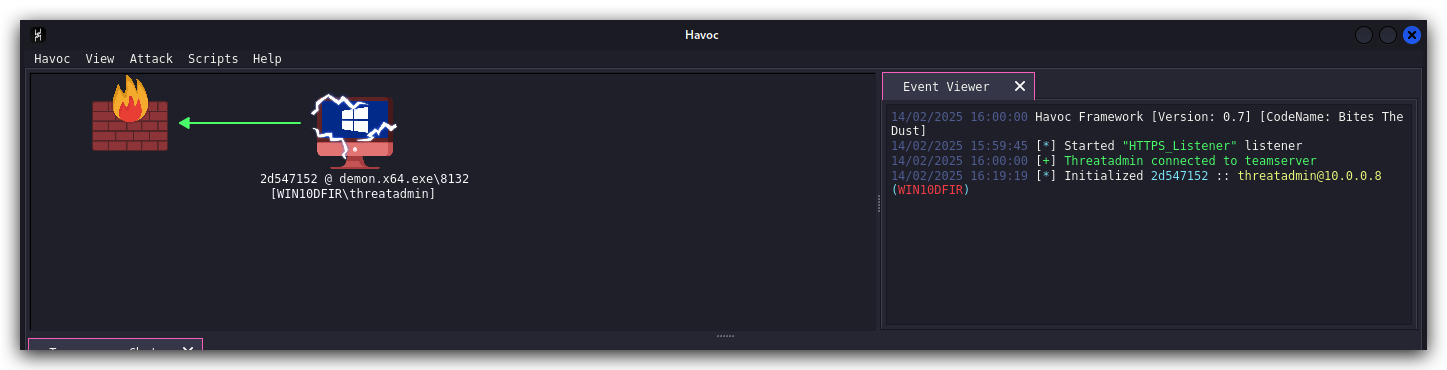 Havoc
Havoc View Attack Scripts Help
2d547152 @ demon.x64.exe\8132
[WIN10DFIR\threatadmin]
Event Viewer
14/02/2025 16:00:00 Havoc Framework [Version: 0.7] [CodeName: Bites The
Dust]
14/02/2025 15:59:45 [*] Started "HTTPS_Listener" listener
14/02/2025 16:00:00 [+] Threatadmin connected to teamserver
14/02/2025 16:19:19 [*] Initialized 2d547152 :: threatadmin@10.0.0.8
(WIN10DFIR)